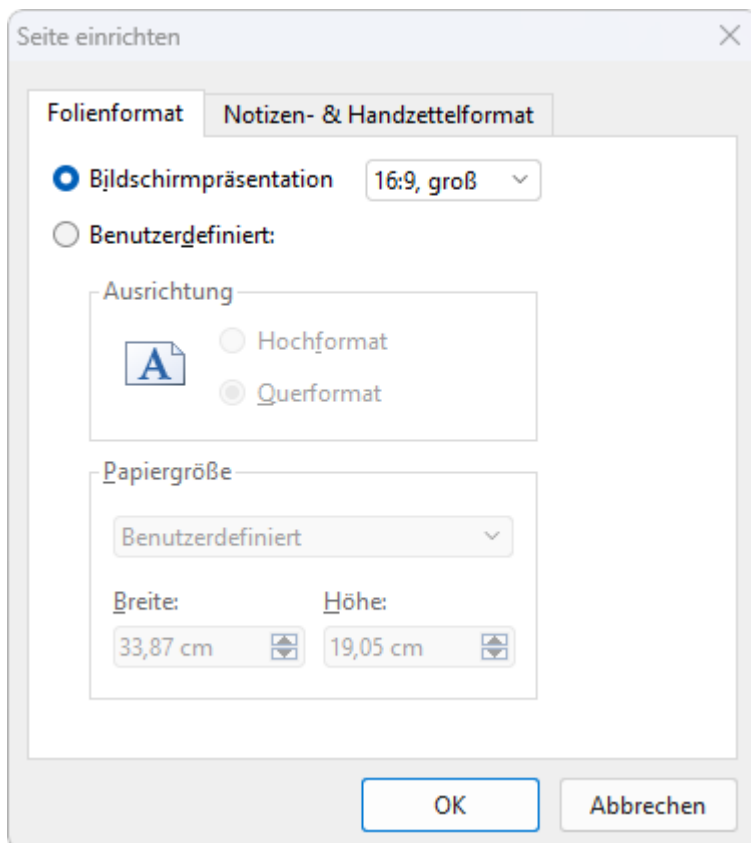 Seite einrichten
Folienformat Notizen- & Handzettelformat
Bildschirmpräsentation 16:9, groß
Benutzerdefiniert:
Ausrichtung
A
Hochformat
Querformat
Papiergröße
Benutzerdefiniert
Breite: Höhe:
33,87 cm 19,05 cm
OK Abbrechen